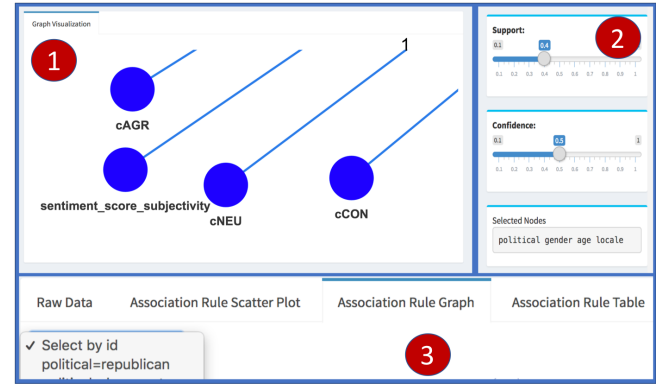 Graph Visualization
1
1
cAGR
sentiment_score_subjectivity
cNEU
cCON
Support:
2
0.1 0.4
0.1 0.2 0.3 0.4 0.5 0.6 0.7 0.8 0.9 1
Confidence:
0.1 0.5 1
0.1 0.2 0.3 0.4 0.5 0.6 0.7 0.8 0.9 1
Selected Nodes
political gender age locale
Raw Data Association Rule Scatter Plot Association Rule Graph Association Rule Table
✓ Select by id
3
political=republican